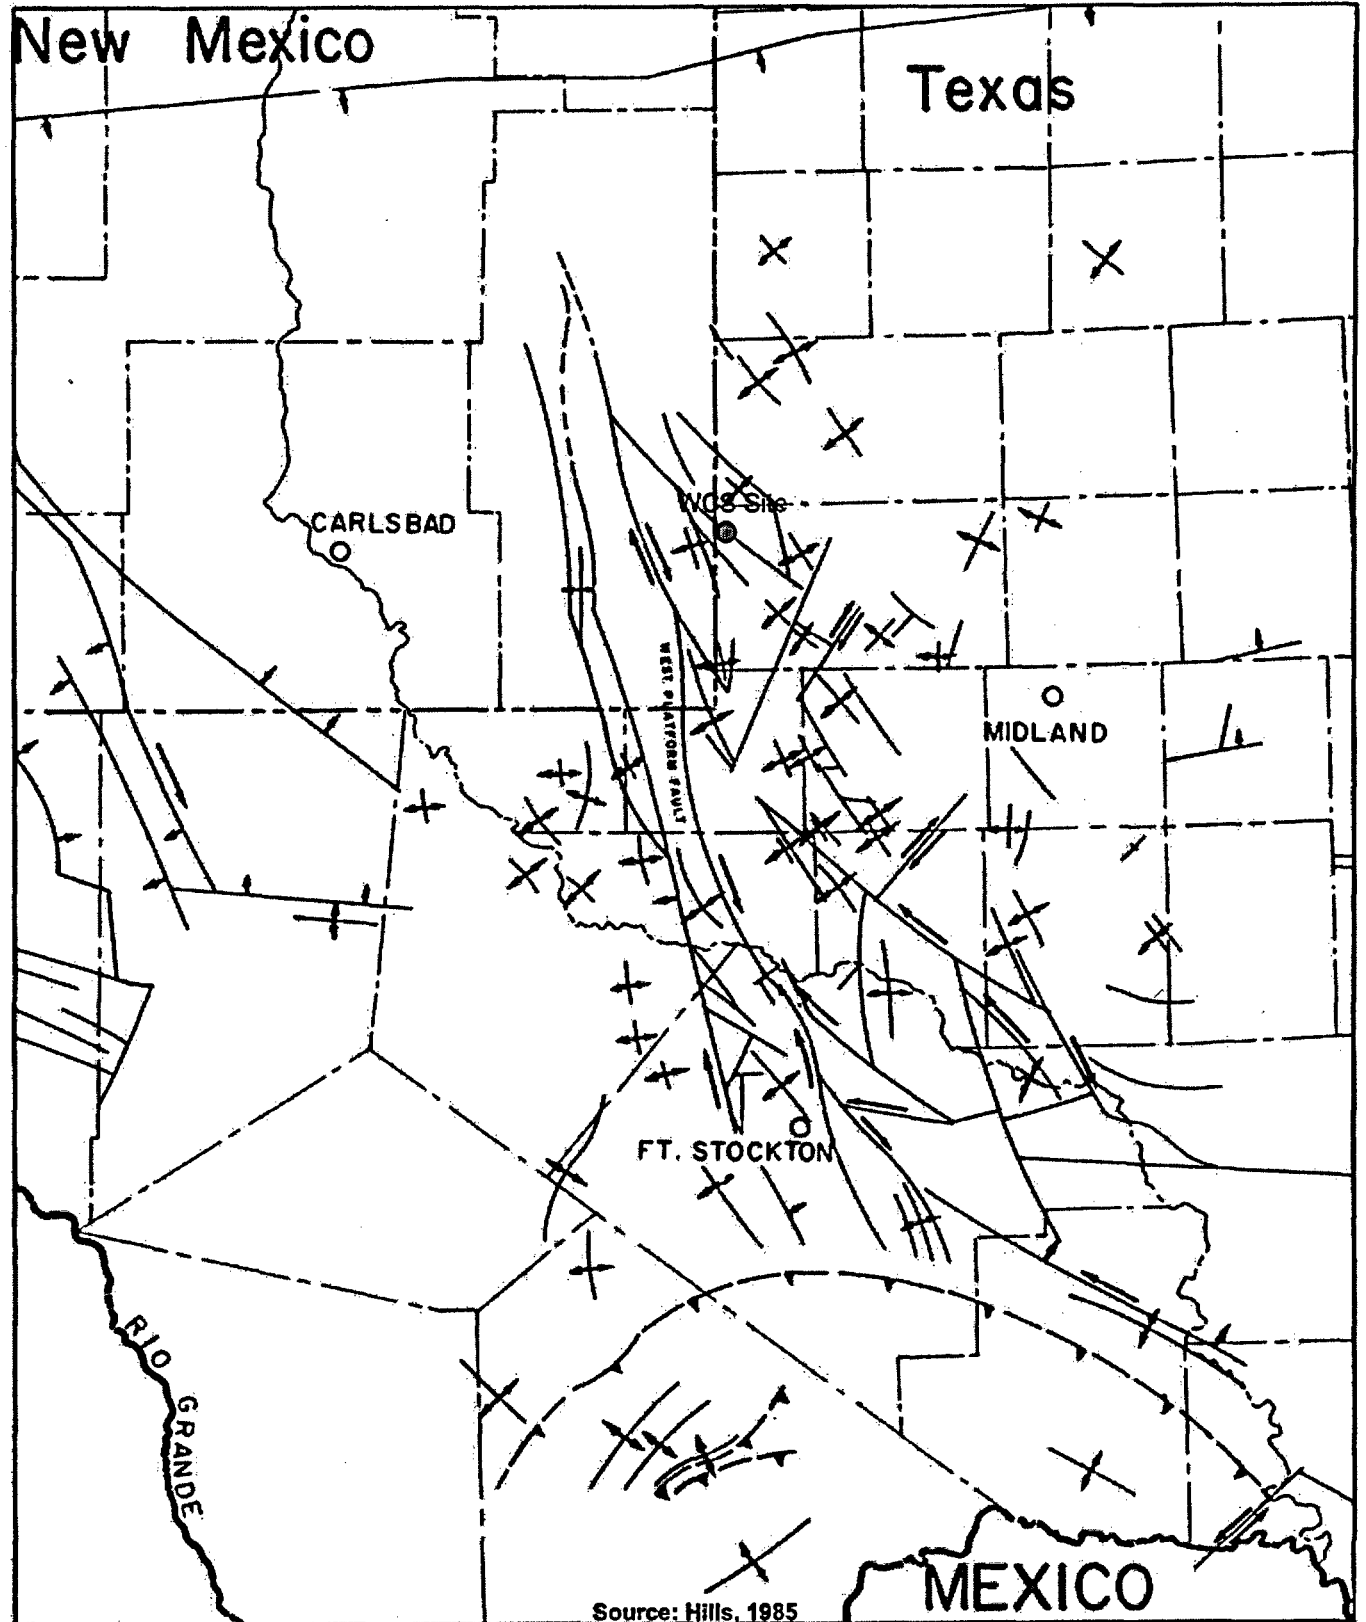 New Mexico
Texas
WCS Site
CARLSBAD
WEST PLATFORM FAULT
MIDLAND
FT. STOCKTON
RIO GRANDE
MEXICO
Source: Hills, 1985